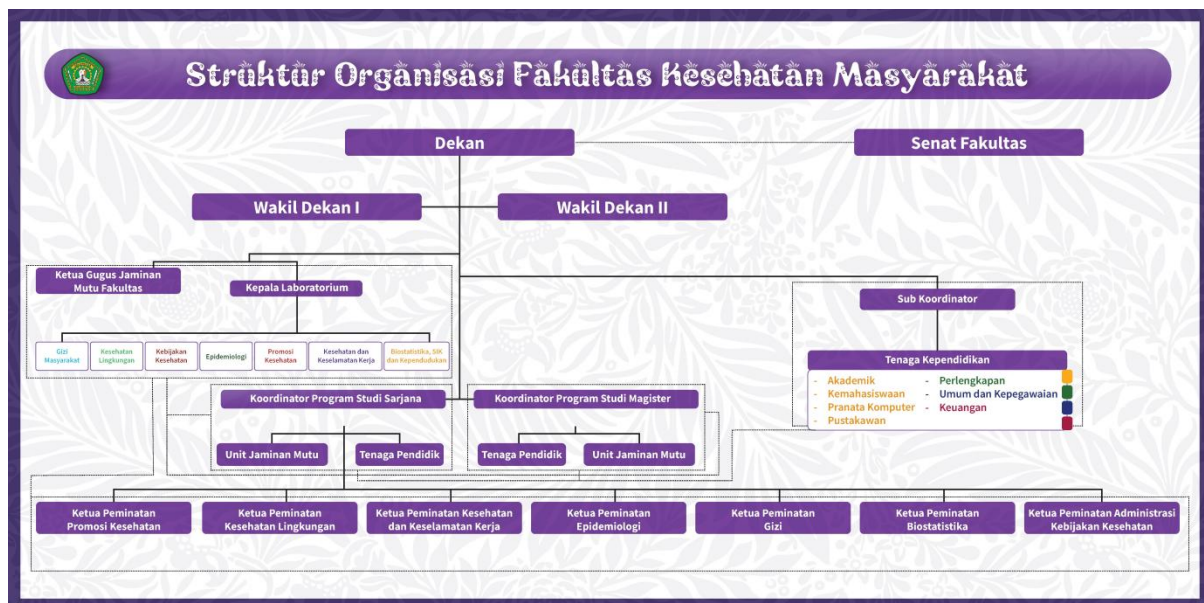 Struktur Organisasi Fakultas Kesehatan Masyarakat
Dekan
Senat Fakultas
Wakil Dekan I
Wakil Dekan II
Ketua Gugus Jaminan
Mutu Fakultas
Kepala Laboratorium
Sub Koordinator
Gizi
Masyarakat
Kesehatan
Lingkungan
Kebijakan
Kesehatan
Epidemiologi
Promosi
Kesehatan
Kesehatan dan
Keselamatan Kerja
Biostatistika, SIK
dan Kependudukan
Tenaga Kependidikan
- Akademik
- Kemahasiswaan
- Pranata Komputer
- Pustakawan
- Perlengkapan
- Umum dan Kepegawaian
- Keuangan
Koordinator Program Studi Sarjana
Koordinator Program Studi Magister
Unit Jaminan Mutu
Tenaga Pendidik
Tenaga Pendidik
Unit Jaminan Mutu
Ketua Peminatan
Promosi Kesehatan
Ketua Peminatan
Kesehatan Lingkungan
Ketua Peminatan Kesehatan
dan Keselamatan Kerja
Ketua Peminatan
Epidemiologi
Ketua Peminatan
Gizi
Ketua Peminatan
Biostatistika
Ketua Peminatan Administrasi
Kebijakan Kesehatan